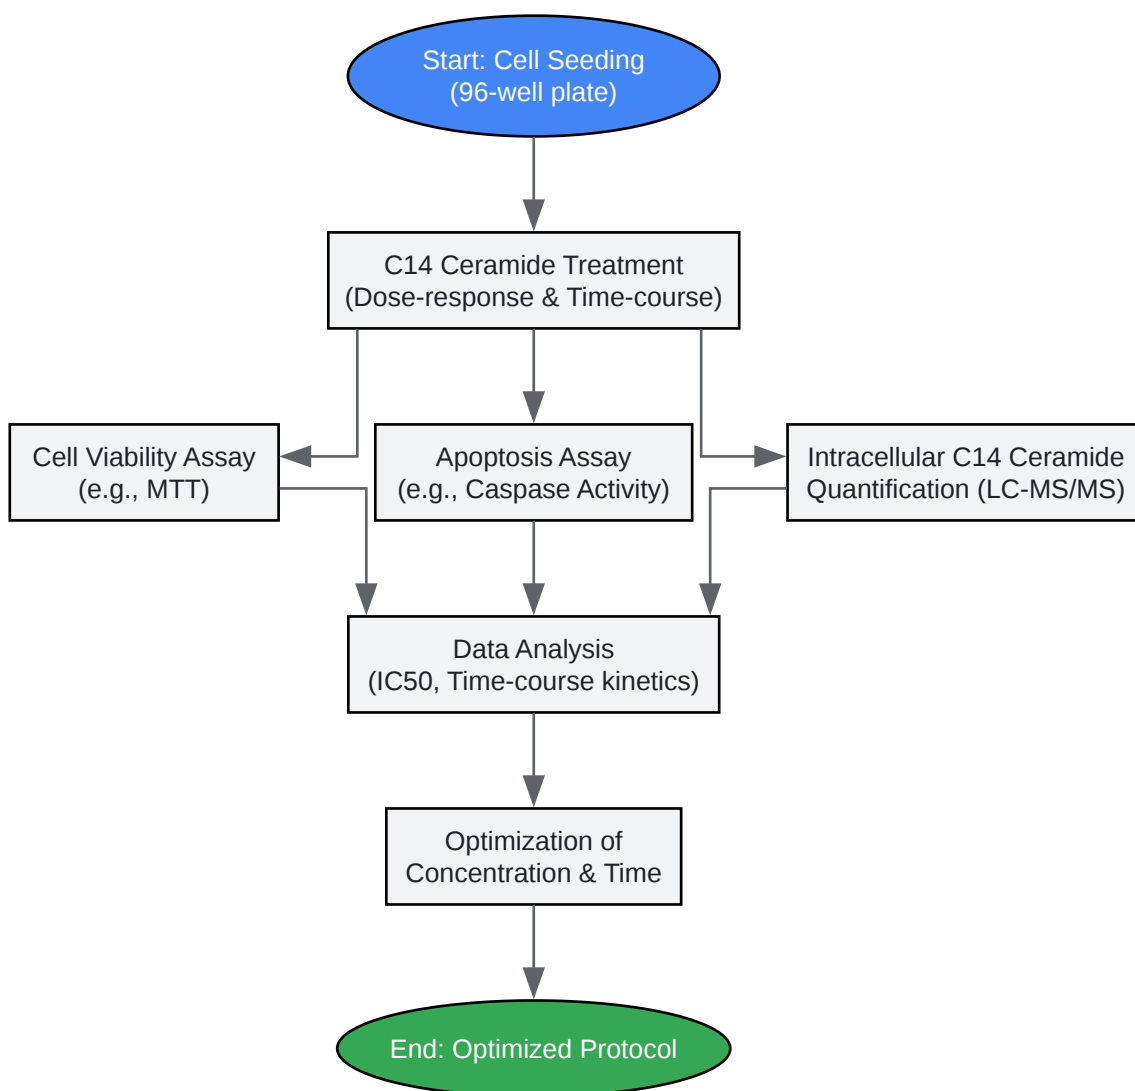 Start: Cell Seeding
(96-well plate)
C14 Ceramide Treatment
(Dose-response & Time-course)
Cell Viability Assay
(e.g., MTT)
Apoptosis Assay
(e.g., Caspase Activity)
Intracellular C14 Ceramide
Quantification (LC-MS/MS)
Data Analysis
(IC50, Time-course kinetics)
Optimization of
Concentration & Time
End: Optimized Protocol